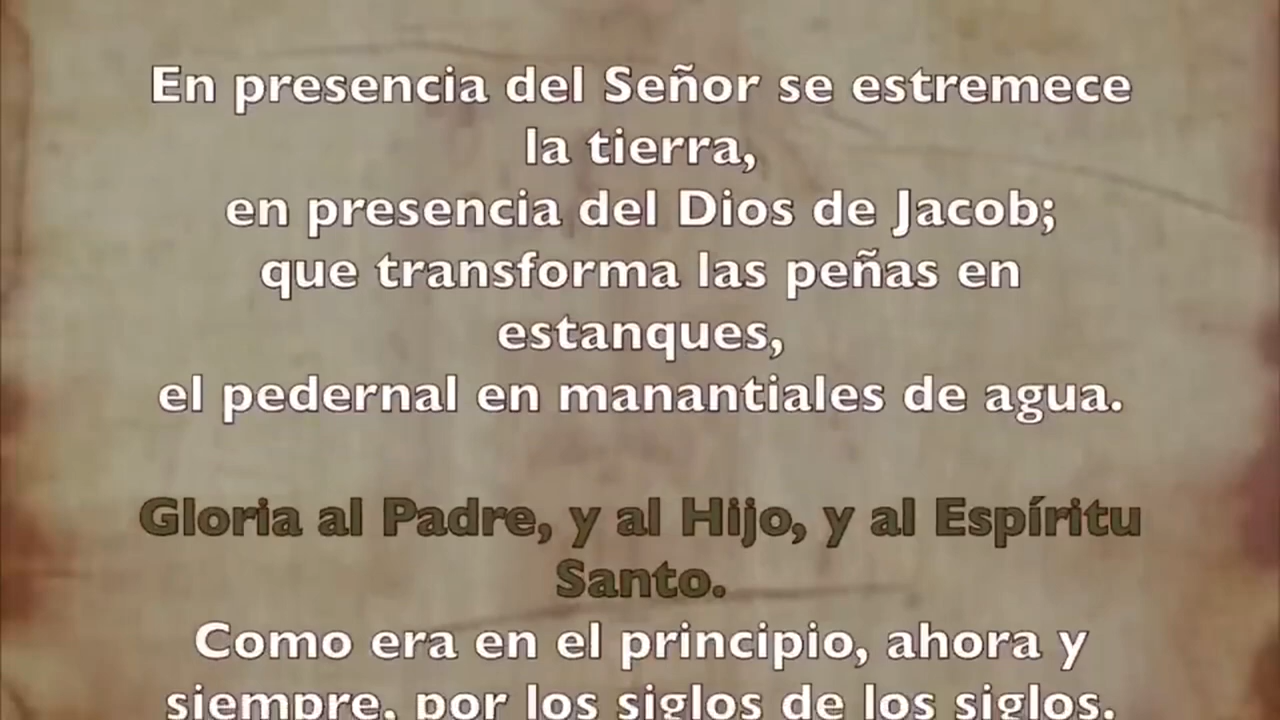 En presencia del Señor se estremece
la tierra,
en presencia del Dios de Jacob;
que transforma las peñas en
estanques,
el pedernal en manantiales de agua.
Gloria al Padre, y al Hijo, y al Espíritu
Santo.
Como era en el principio, ahora y
siempre, por los siglos de los siglos.